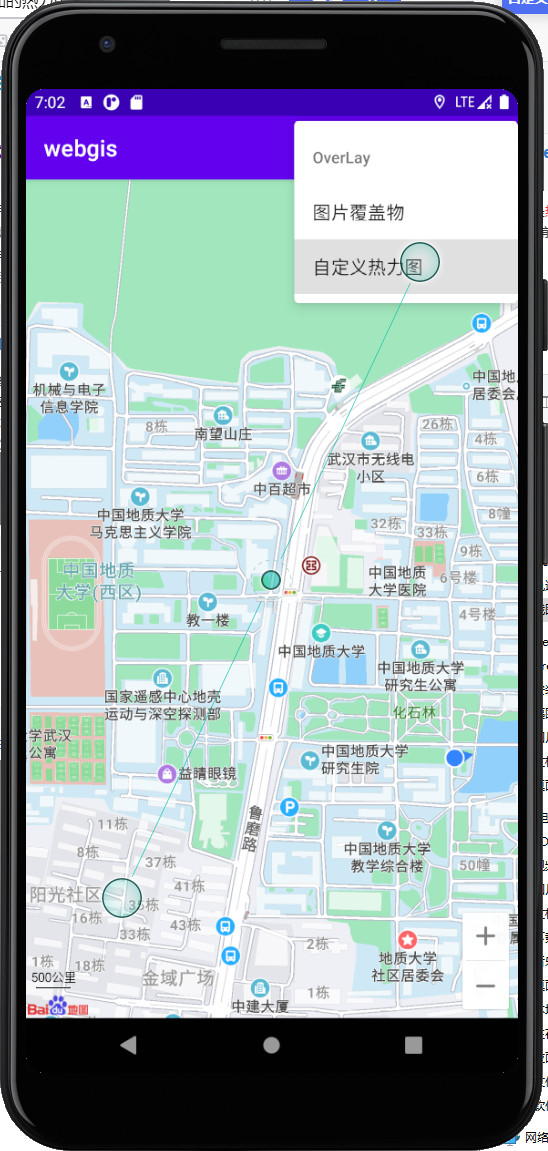 7:02
LTE
webgis
OverLay
图片覆盖物
自定义热力图
机械与电子
信息学院
8栋
南望山庄
中国地
居委会
26栋
4栋
武汉市无线电
小区
6栋
中百超市
8幢
中国地质大学
马克思主义学院
32栋
33栋
9栋
中国地质
大学(西区)
中国地质
大学医院
6号楼
4号楼
教一楼
中国地质大学
中国地质大学
研究生公寓
国家遥感中心地壳
运动与深空探测部
化石林
学武汉
公寓
中国地质大学
研究生院
益晴眼镜
鲁磨路
11栋
8栋
37栋
中国地质大学
教学综合楼
50幢
41栋
阳光社区
35栋
16栋
43栋
33栋
地质大学
社区居委会
2栋
1栋
18栋
500公里
金域广场
1栋
中建大厦
Bai du 地图
网络